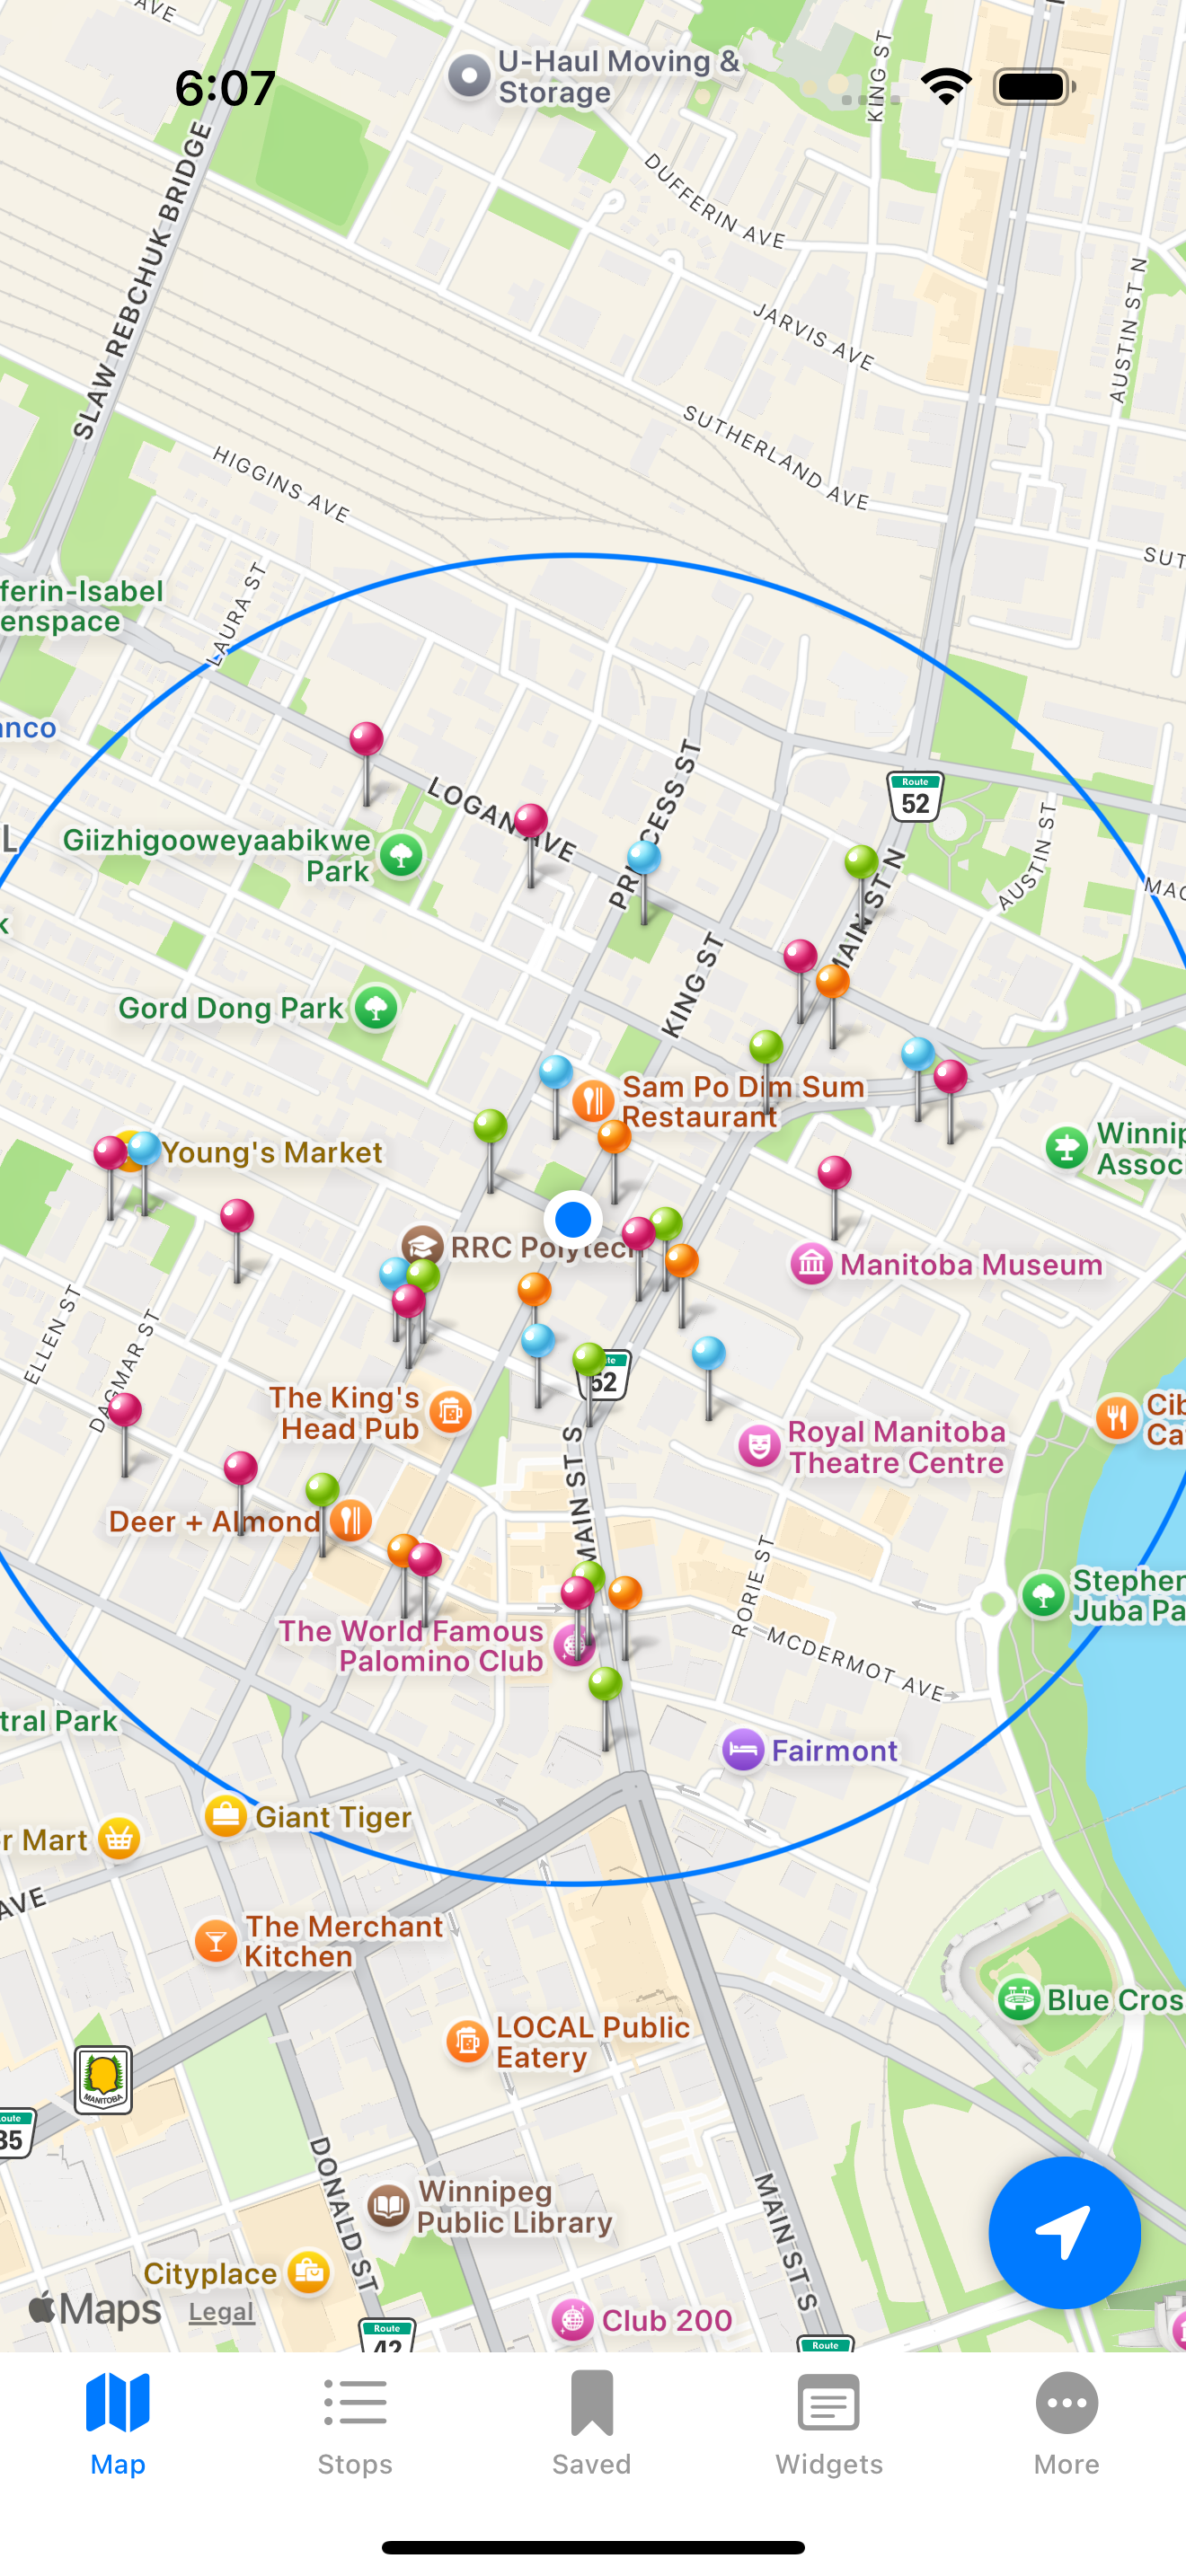 AVE
6:07
U-Haul Moving &
Storage
KING ST
SLAW REBCHUK BRIDGE
DUFFERIN AVE
JARVIS AVE
AUSTIN ST N
SUTHERLAND AVE
HIGGINS AVE
SUT
ferin-Isabel
enspace
LAURA ST
anco
Route
52
LOGAN AVE
PRINCESS ST
Giizhigooweyaabikwe
Park
L
AUSTIN ST
MAIN ST N
MAC
k
KING ST
Gord Dong Park
Sam Po Dim Sum
Restaurant
Young's Market
Winnip
Assoc
RRC Polytech
Manitoba Museum
ELLEN ST
DAGMAR ST
52
The King's
Head Pub
Cib
Ca
Royal Manitoba
Theatre Centre
MAIN ST S
Deer + Almond
RORIE ST
Stephen
Juba Pa
The World Famous
Palomino Club
MCDERMOT AVE
tral Park
Fairmont
Giant Tiger
r Mart
AVE
The Merchant
Kitchen
Blue Cros
LOCAL Public
Eatery
MANITOBA
oute
35
DONALD ST
Winnipeg
Public Library
MAIN ST S
Cityplace
Maps
Legal
Club 200
Route
42
Route
Map
Stops
Saved
Widgets
More